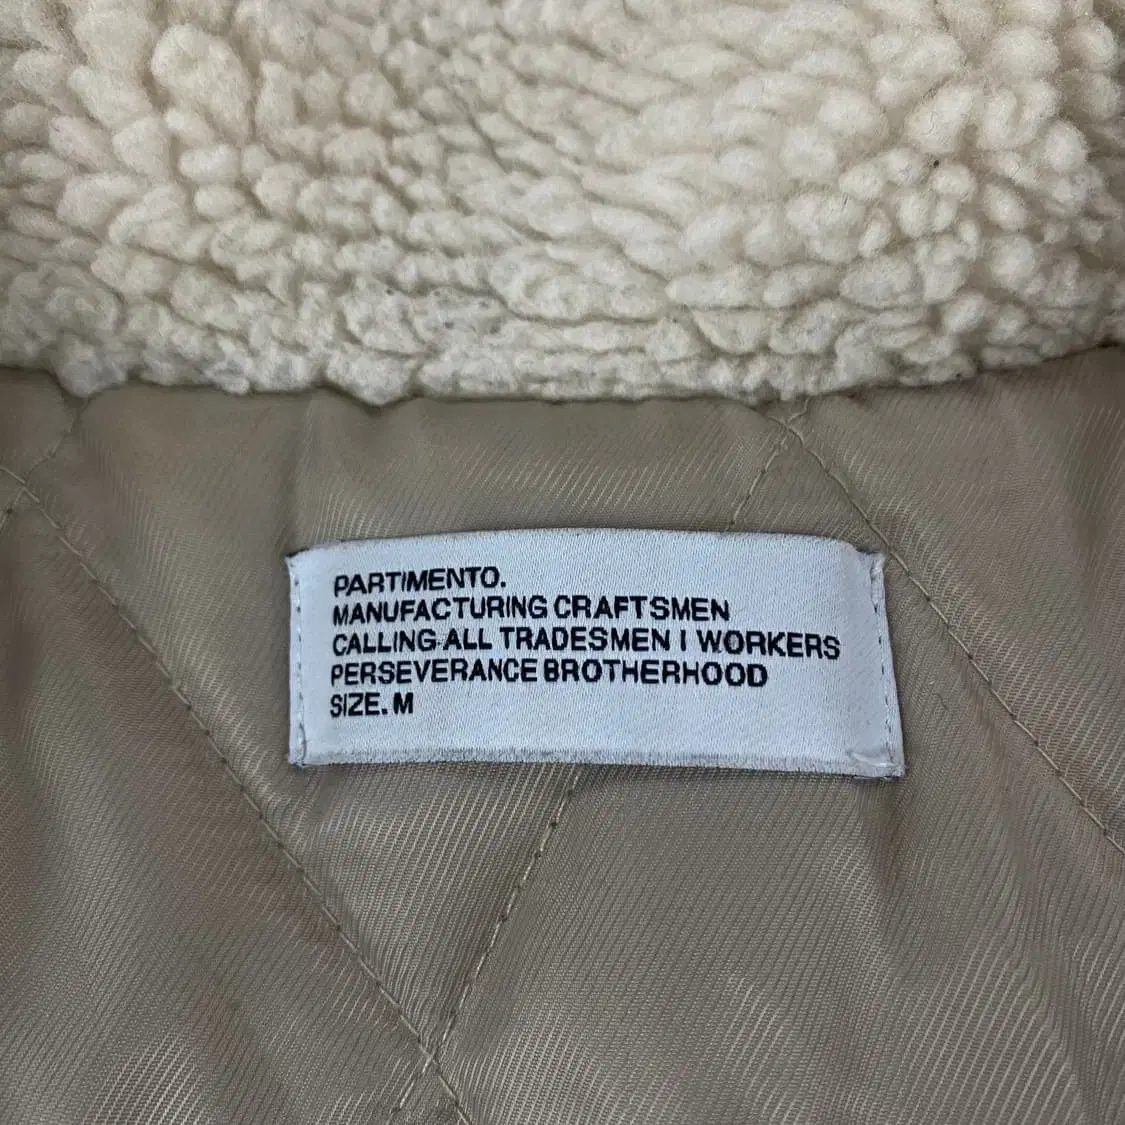 PARTIMENTO.
MANUFACTURING CRAFTSMEN
CALLING ALL TRADESMEN I WORKERS
PERSEVERANCE BROTHERHOOD
SIZE. M